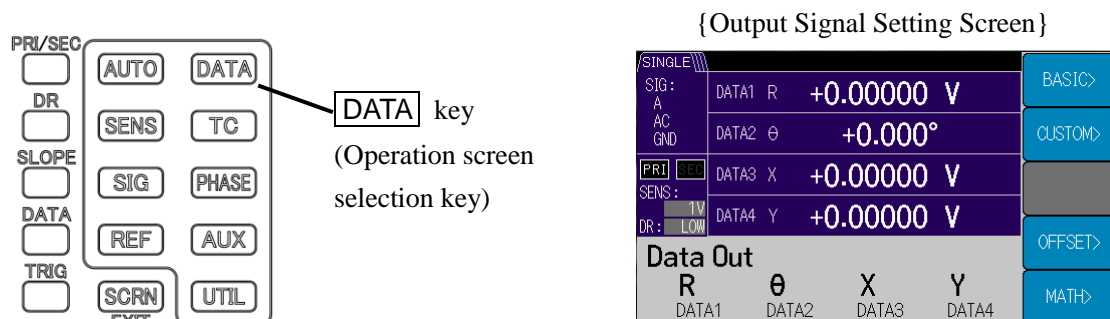 PRI/SEC
AUTO
DATA
DR
SENS
TC
SLOPE
SIG
PHASE
DATA
REF
AUX
TRIG
SCRN
UTIL
EXIT
DATA key
(Operation screen
selection key)
{Output Signal Setting Screen}
SINGLE
SIG:
A
AC
GND
PRI SEC
SENS:
1V
DR: LOW
DATA1 R +0.00000 V
DATA2 θ +0.000°
DATA3 X +0.00000 V
DATA4 Y +0.00000 V
Data Out
R θ X Y
DATA1 DATA2 DATA3 DATA4
BASIC>
CUSTOM>
OFFSET>
MATH>